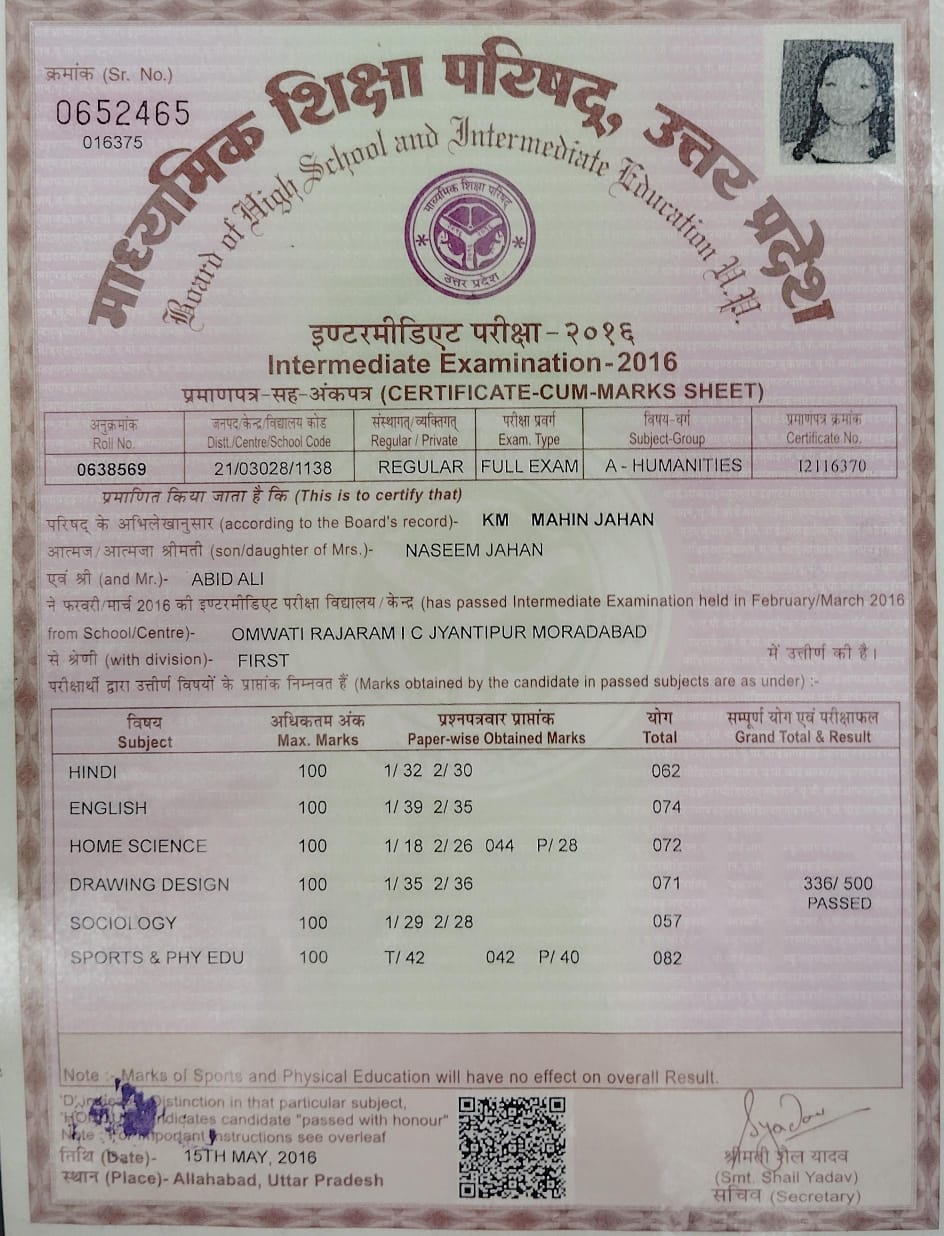 क्रमांक (Sr. No.)
0652465
016375
माध्यमिक शिक्षा परिषद्, उत्तर प्रदेश
Board of High School and Intermediate Education U.P.
माध्यमिक शिक्षा परिषद्
उत्तर प्रदेश
इण्टरमीडिएट परीक्षा-२०१६
Intermediate Examination-2016
प्रमाणपत्र-सह-अंकपत्र (CERTIFICATE-CUM-MARKS SHEET)
अनुक्रमांक जनपद/केन्द्र/विद्यालय कोड संस्थागत्/व्यक्तिगत् परीक्षा प्रवर्ग विषय-वर्ग प्रमाणपत्र क्रमांक
Roll No. Distt./Centre/School Code Regular / Private Exam. Type Subject-Group Certificate No.
0638569 21/03028/1138 REGULAR FULL EXAM A - HUMANITIES 12116370
प्रमाणित किया जाता है कि (This is to certify that)
परिषद् के अभिलेखानुसार (according to the Board's record)- KM MAHIN JAHAN
आत्मज/आत्मजा श्रीमती (son/daughter of Mrs.)- NASEEM JAHAN
एवं श्री (and Mr.)- ABID ALI
ने फरवरी/मार्च 2016 की इण्टरमीडिएट परीक्षा विद्यालय/केन्द्र (has passed Intermediate Examination held in February/March 2016
from School/Centre)- OMWATI RAJARAM I C JYANTIPUR MORADABAD
से श्रेणी (with division)- FIRST में उत्तीर्ण की है।
परीक्षार्थी द्वारा उत्तीर्ण विषयों के प्राप्तांक निम्नवत हैं (Marks obtained by the candidate in passed subjects are as under) :-
विषय अधिकतम अंक प्रश्नपत्रवार प्राप्तांक योग सम्पूर्ण योग एवं परीक्षाफल
Subject Max. Marks Paper-wise Obtained Marks Total Grand Total & Result
HINDI 100 1/ 32 2/ 30 062
ENGLISH 100 1/ 39 2/ 35 074
HOME SCIENCE 100 1/ 18 2/ 26 044 P/ 28 072
DRAWING DESIGN 100 1/ 35 2/ 36 071 336/ 500
PASSED
SOCIOLOGY 100 1/ 29 2/ 28 057
SPORTS & PHY EDU 100 T/ 42 042 P/ 40 082
Note :- Marks of Sports and Physical Education will have no effect on overall Result.
'D' Distinction in that particular subject,
indicates candidate "passed with honour"
Note : For important instructions see overleaf
तिथि (Date)- 15TH MAY, 2016
स्थान (Place)- Allahabad, Uttar Pradesh
Syadav
श्रीमती शैल यादव
(Smt. Shail Yadav)
सचिव (Secretary)